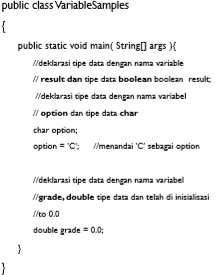 public class VariableSamples
{
public static void main( String[] args ){
//deklarasi tipe data dengan nama variable
// result dan tipe data boolean boolean result;
//deklarasi tipe data dengan nama variabel
// option dan tipe data char
char option;
option = 'C'; //menandai 'C' sebagai option
//deklarasi tipe data dengan nama variabel
//grade, double tipe data dan telah di inisialisasi
//to 0.0
double grade = 0.0;
}
}